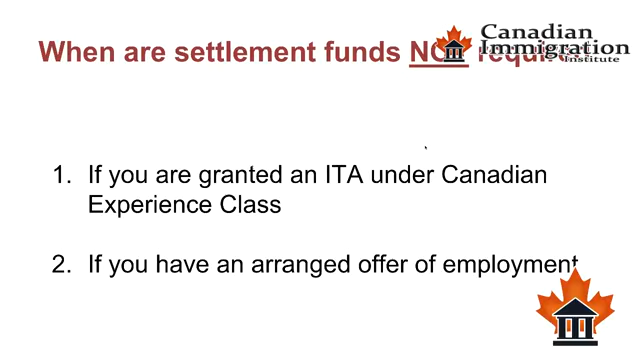 When are settlement funds NOT required
Canadian
Immigration
Institute
1. If you are granted an ITA under Canadian
Experience Class
2. If you have an arranged offer of employment